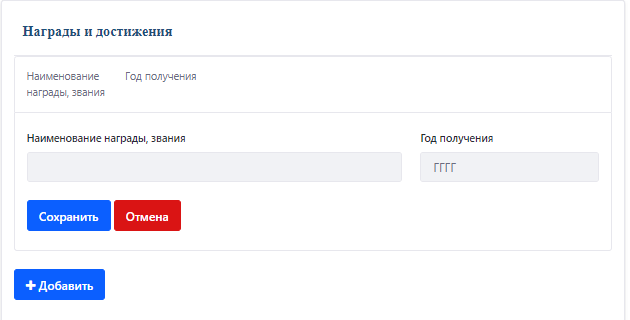 Награды и достижения
Наименование Год получения
награды, звания
Наименование награды, звания Год получения
ГГГГ
Сохранить Отмена
Добавить